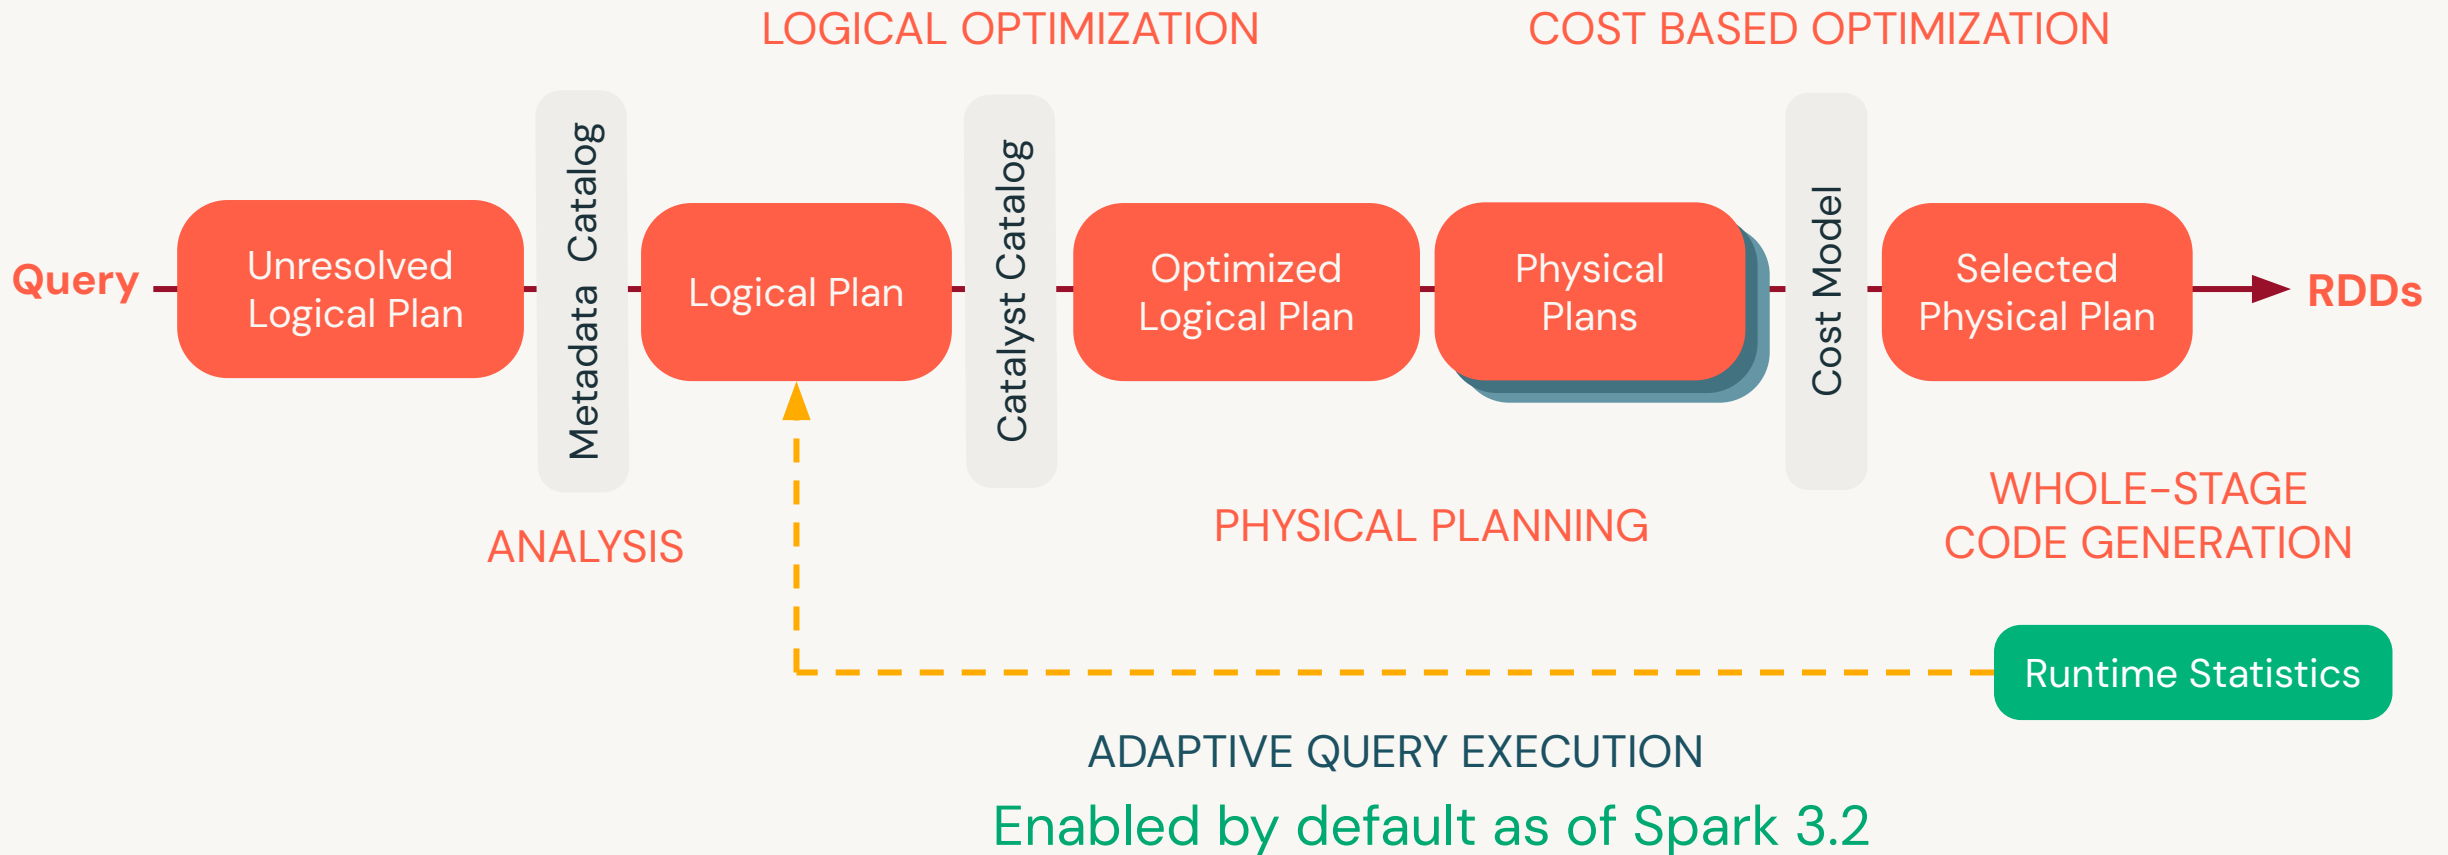 LOGICAL OPTIMIZATION
COST BASED OPTIMIZATION
Query
Unresolved
Logical Plan
Metadata Catalog
Logical Plan
Catalyst Catalog
Optimized
Logical Plan
Physical
Plans
Cost Model
Selected
Physical Plan
RDDs
ANALYSIS
PHYSICAL PLANNING
WHOLE-STAGE
CODE GENERATION
Runtime Statistics
ADAPTIVE QUERY EXECUTION
Enabled by default as of Spark 3.2